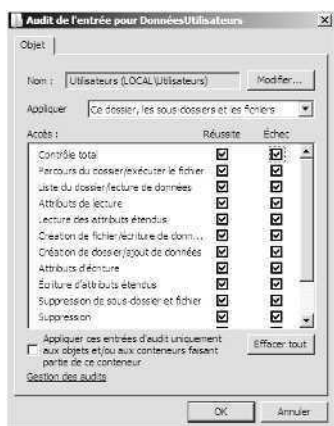 Audit de l'entrée pour DonnéesUtilisateurs
Objet
Nom : Utilisateurs (LOCAL\Utilisateurs) Modifier...
Appliquer Ce dossier, les sous-dossiers et les fichiers
Accès : Réussite Échec
Contrôle total
Parcours du dossier/exécuter le fichier
Liste du dossier/lecture de données
Attributs de lecture
Lecture des attributs étendus
Création de fichier/écriture de donn...
Création de dossier/ajout de données
Attributs d'écriture
Écriture d'attributs étendus
Suppression de sous-dossier et fichier
Suppression
Appliquer ces entrées d'audit uniquement
aux objets et/ou aux conteneurs faisant
partie de ce conteneur
Effacer tout
Gestion des audits
OK Annuler